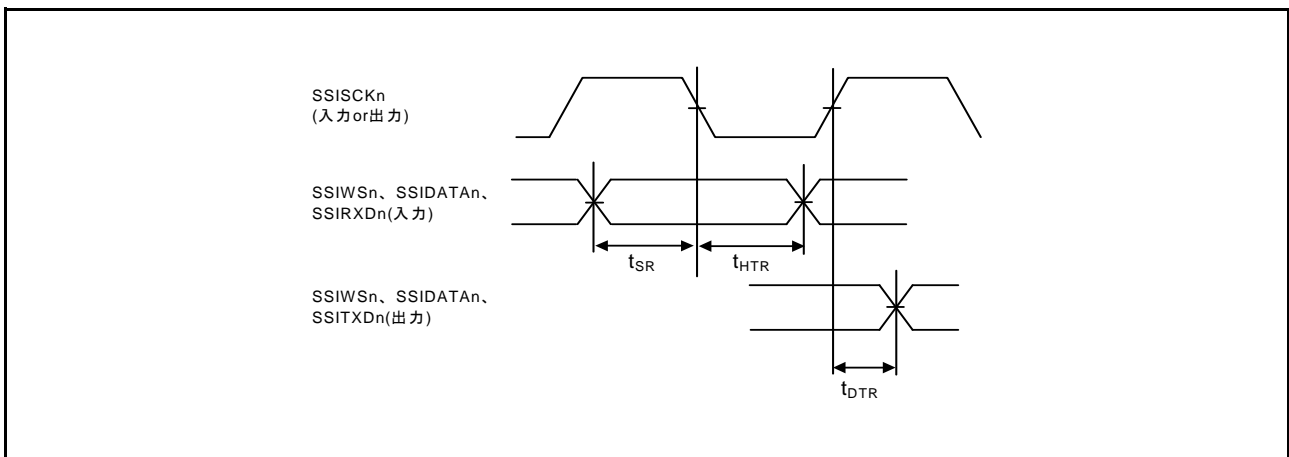 SSISCKn
(入力or出力)
SSIWSn、SSIDATAn、
SSIRXDn(入力)
tSR
tHTR
SSIWSn、SSIDATAn、
SSITXDn(出力)
tDTR